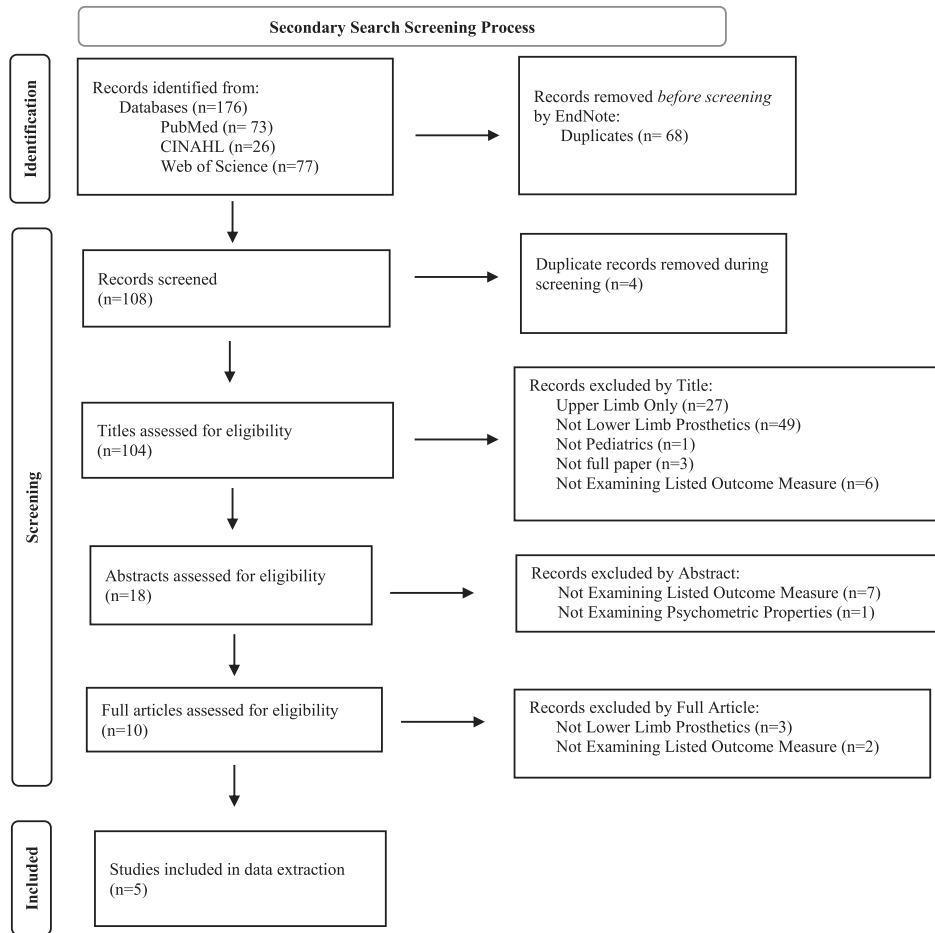 Secondary Search Screening Process
Identification
Records identified from:
Databases (n=176)
PubMed (n= 73)
CINAHL (n=26)
Web of Science (n=77)
Records removed before screening
by EndNote:
Duplicates (n= 68)
Screening
Records screened
(n=108)
Duplicate records removed during
screening (n=4)
Titles assessed for eligibility
(n=104)
Records excluded by Title:
Upper Limb Only (n=27)
Not Lower Limb Prosthetics (n=49)
Not Pediatrics (n=1)
Not full paper (n=3)
Not Examining Listed Outcome Measure (n=6)
Abstracts assessed for eligibility
(n=18)
Records excluded by Abstract:
Not Examining Listed Outcome Measure (n=7)
Not Examining Psychometric Properties (n=1)
Full articles assessed for eligibility
(n=10)
Records excluded by Full Article:
Not Lower Limb Prosthetics (n=3)
Not Examining Listed Outcome Measure (n=2)
Included
Studies included in data extraction
(n=5)